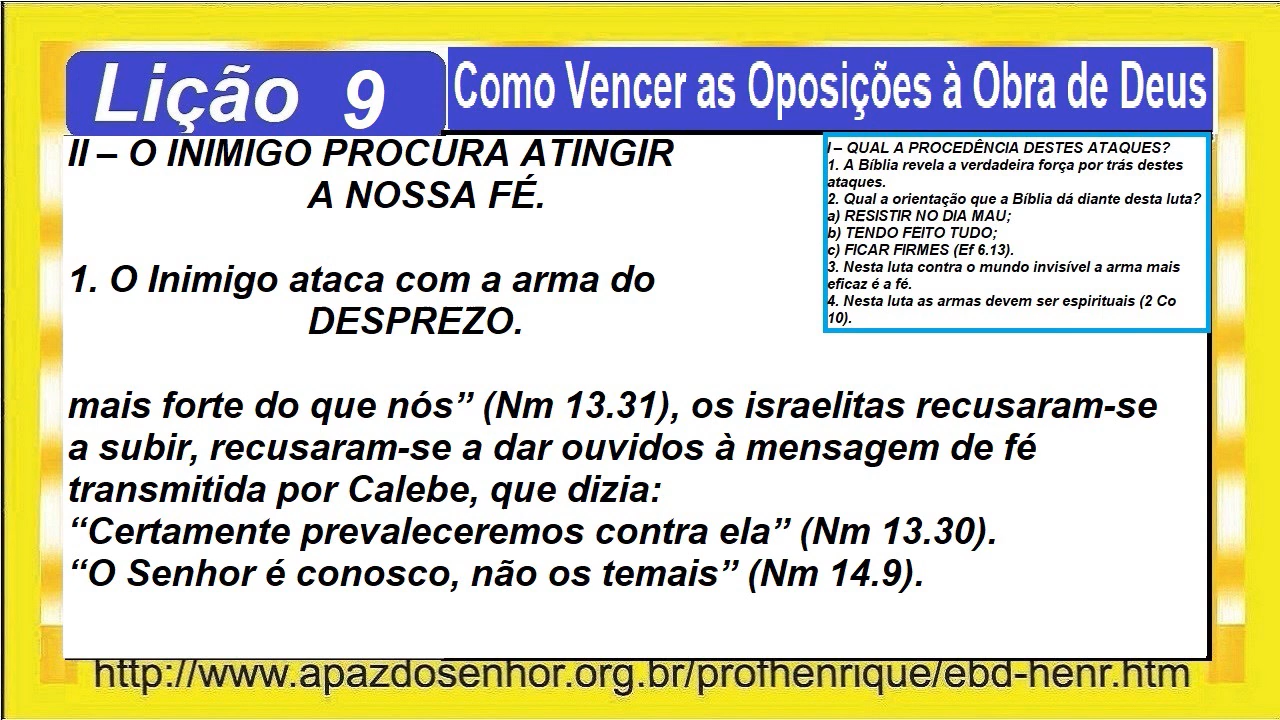 Lição 9
Como Vencer as Oposições à Obra de Deus
II – O INIMIGO PROCURA ATINGIR
A NOSSA FÉ.
1. O Inimigo ataca com a arma do
DESPREZO.
I – QUAL A PROCEDÊNCIA DESTES ATAQUES?
1. A Bíblia revela a verdadeira força por trás destes
ataques.
2. Qual a orientação que a Bíblia dá diante desta luta?
a) RESISTIR NO DIA MAU;
b) TENDO FEITO TUDO;
c) FICAR FIRMES (Ef 6.13).
3. Nesta luta contra o mundo invisível a arma mais
eficaz é a fé.
4. Nesta luta as armas devem ser espirituais (2 Co
10).
mais forte do que nós” (Nm 13.31), os israelitas recusaram-se
a subir, recusaram-se a dar ouvidos à mensagem de fé
transmitida por Calebe, que dizia:
“Certamente prevaleceremos contra ela” (Nm 13.30).
“O Senhor é conosco, não os temais” (Nm 14.9).
http://www.apazdosenhor.org.br/profhenrique/ebd-henr.htm